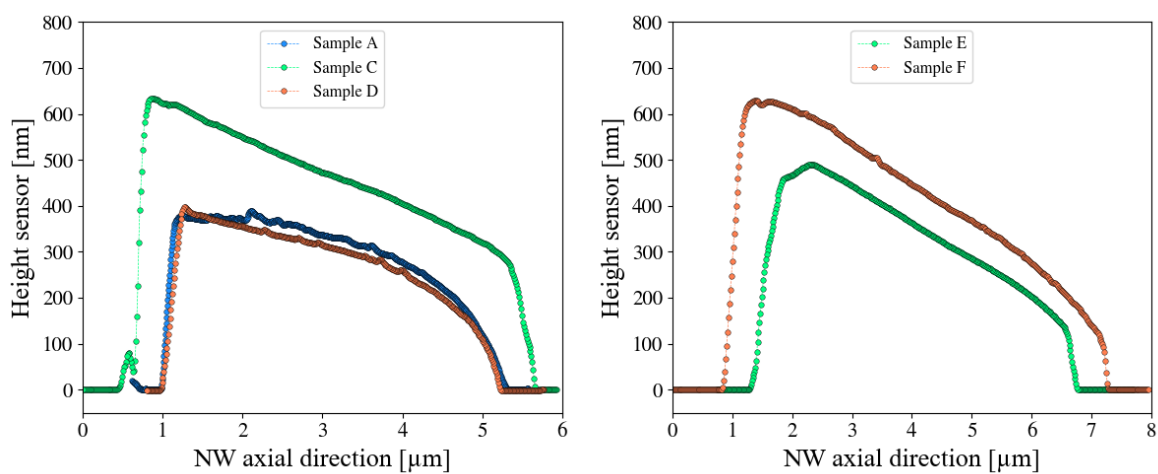 800
700
600
500
400
300
200
100
0
Height sensor [nm]
Sample A
Sample C
Sample D
0 1 2 3 4 5 6
NW axial direction [µm]
800
700
600
500
400
300
200
100
0
Height sensor [nm]
Sample E
Sample F
0 1 2 3 4 5 6 7 8
NW axial direction [µm]